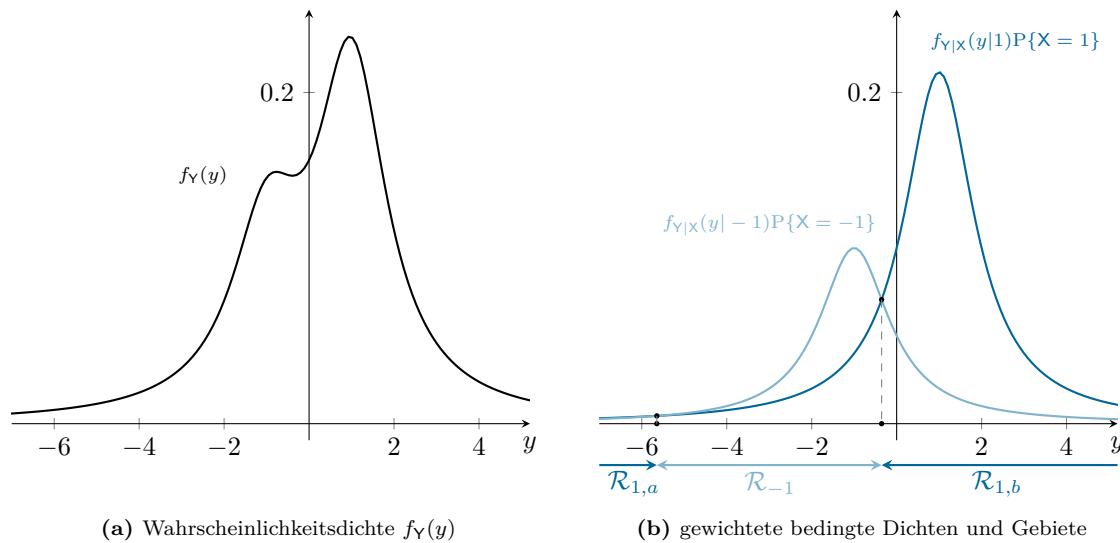 0.2
f_Y(y)
−6 −4 −2 2 4 y
(a) Wahrscheinlichkeitsdichte f_Y(y)
f_{Y|X}(y|1)P{X = 1}
0.2
f_{Y|X}(y| − 1)P{X = −1}
−6 −4 −2 2 4 y
R_{1,a} R_{−1} R_{1,b}
(b) gewichtete bedingte Dichten und Gebiete